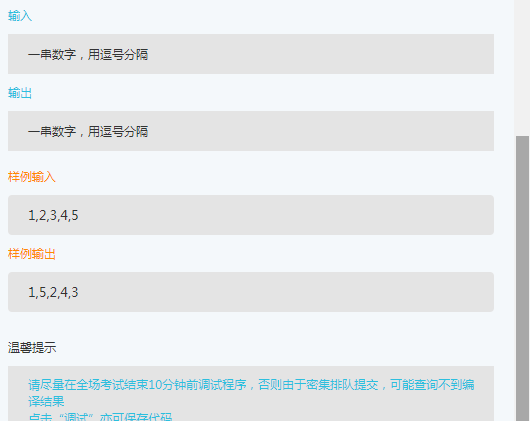 输入
一串数字，用逗号分隔
输出
一串数字，用逗号分隔
样例输入
1,2,3,4,5
样例输出
1,5,2,4,3
温馨提示
请尽量在全场考试结束10分钟前调试程序，否则由于密集排队提交，可能查询不到编
译结果
点击“调试”亦可保存代码